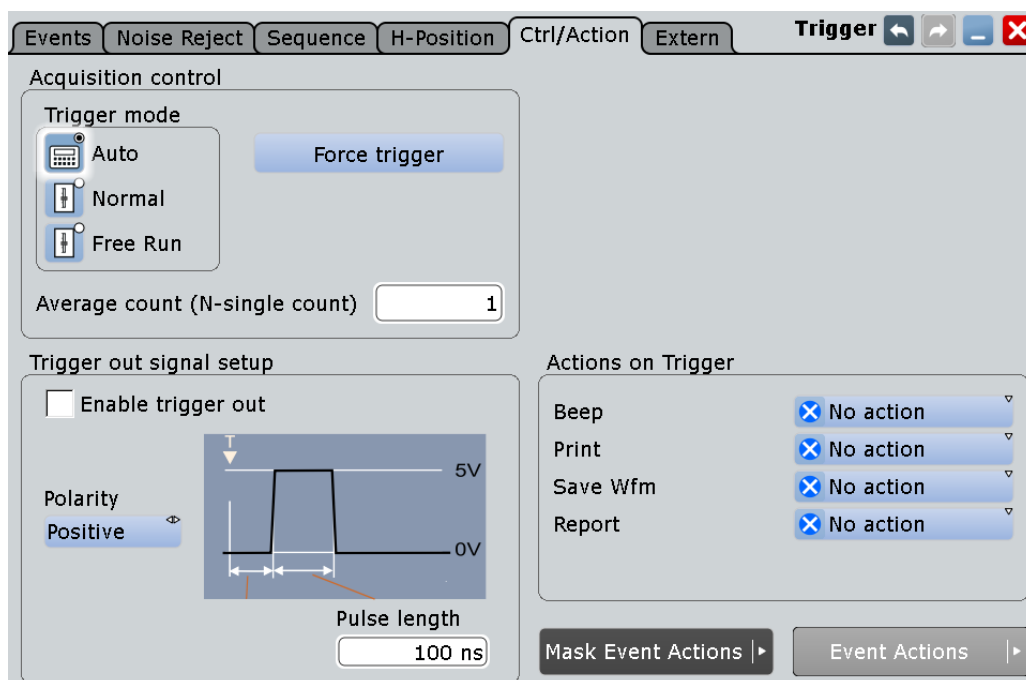 Events Noise Reject Sequence H-Position Ctrl/Action Extern Trigger
Acquisition control
Trigger mode
Auto
Force trigger
Normal
Free Run
Average count (N-single count) 1
Trigger out signal setup
Enable trigger out
T
5V
Polarity
Positive
0V
Pulse length
100 ns
Actions on Trigger
Beep No action
Print No action
Save Wfm No action
Report No action
Mask Event Actions
Event Actions